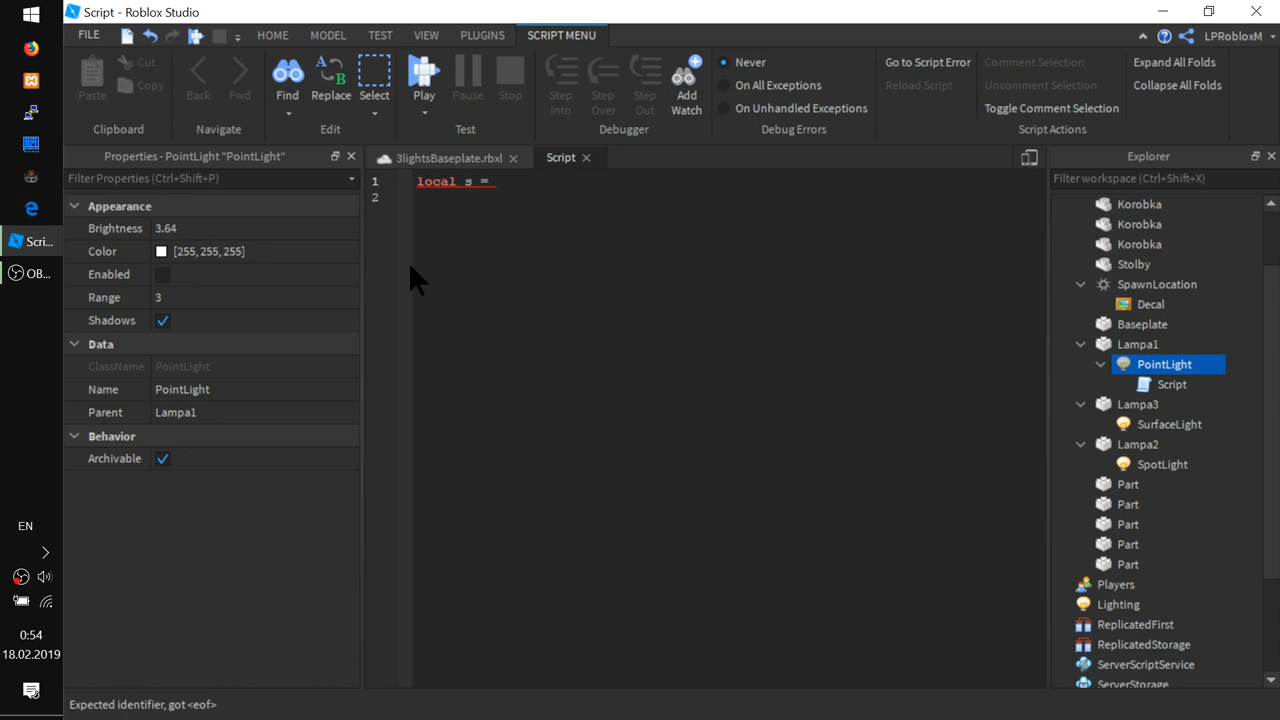 Script - Roblox Studio
FILE
HOME
MODEL
TEST
VIEW
PLUGINS
SCRIPT MENU
LPRobloxM
Paste
Cut
Copy
Clipboard
Back
Fwd
Navigate
Find
Replace
Select
Edit
Play
Pause
Stop
Test
Step Into
Step Over
Step Out
Add Watch
Debugger
Never
On All Exceptions
On Unhandled Exceptions
Debug Errors
Go to Script Error
Reload Script
Comment Selection
Uncomment Selection
Toggle Comment Selection
Expand All Folds
Collapse All Folds
Script Actions
Properties - PointLight "PointLight"
Filter Properties (Ctrl+Shift+P)
Appearance
Brightness 3.64
Color [255, 255, 255]
Enabled
Range 3
Shadows
Data
ClassName PointLight
Name PointLight
Parent Lampa1
Behavior
Archivable
3lightsBaseplate.rbxl
Script
1 local s =
2
Explorer
Filter workspace (Ctrl+Shift+X)
Korobka
Korobka
Korobka
Stolby
SpawnLocation
Decal
Baseplate
Lampa1
PointLight
Script
Lampa3
SurfaceLight
Lampa2
SpotLight
Part
Part
Part
Part
Part
Players
Lighting
ReplicatedFirst
ReplicatedStorage
ServerScriptService
ServerStorage
Expected identifier, got <eof>
Scri...
OB...
EN
0:54
18.02.2019